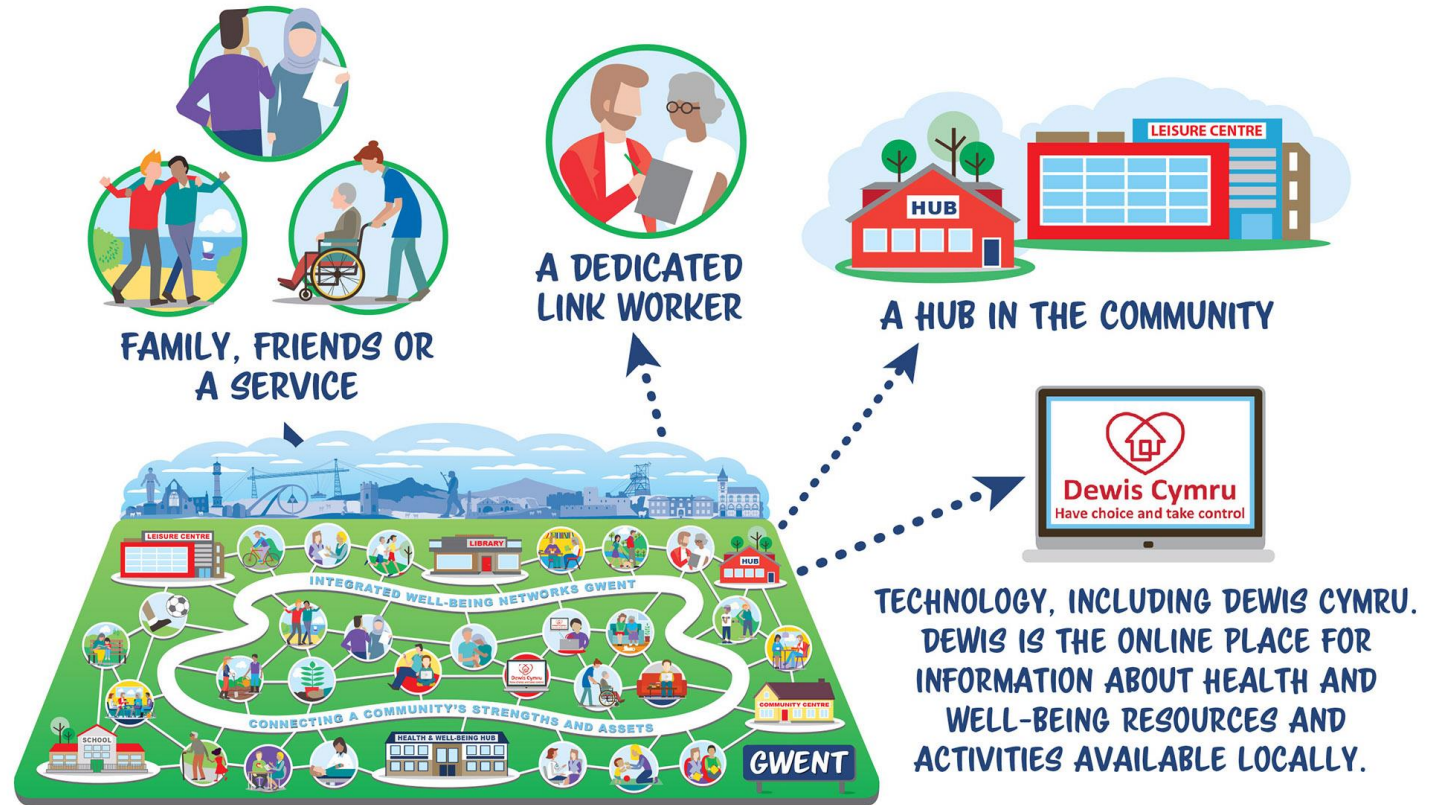 FAMILY, FRIENDS OR
A SERVICE
A DEDICATED
LINK WORKER
LEISURE CENTRE
HUB
A HUB IN THE COMMUNITY
Dewis Cymru
Have choice and take control
TECHNOLOGY, INCLUDING DEWIS CYMRU.
DEWIS IS THE ONLINE PLACE FOR
INFORMATION ABOUT HEALTH AND
WELL-BEING RESOURCES AND
ACTIVITIES AVAILABLE LOCALLY.
LEISURE CENTRE
LIBRARY
HUB
INTEGRATED WELL-BEING NETWORKS GWENT
Dewis Cymru
COMMUNITY CENTRE
CONNECTING A COMMUNITY'S STRENGTHS AND ASSETS
SCHOOL
HEALTH & WELL-BEING HUB
GWENT